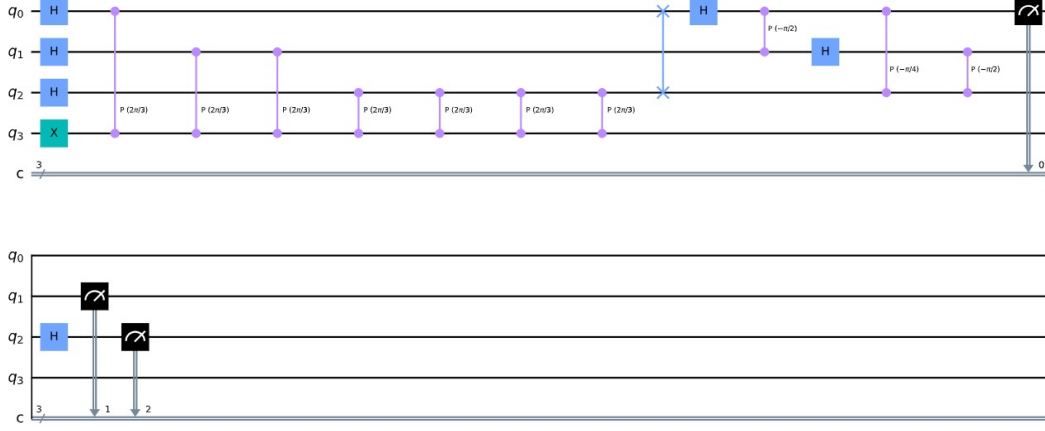 q0 H H 0
q1 H P (−π/2) H
q2 H P (−π/4) P (−π/2)
P (2π/3) P (2π/3) P (2π/3) P (2π/3) P (2π/3) P (2π/3) P (2π/3)
q3 X
c 3
q0
q1
q2 H
q3
c 3 1 2